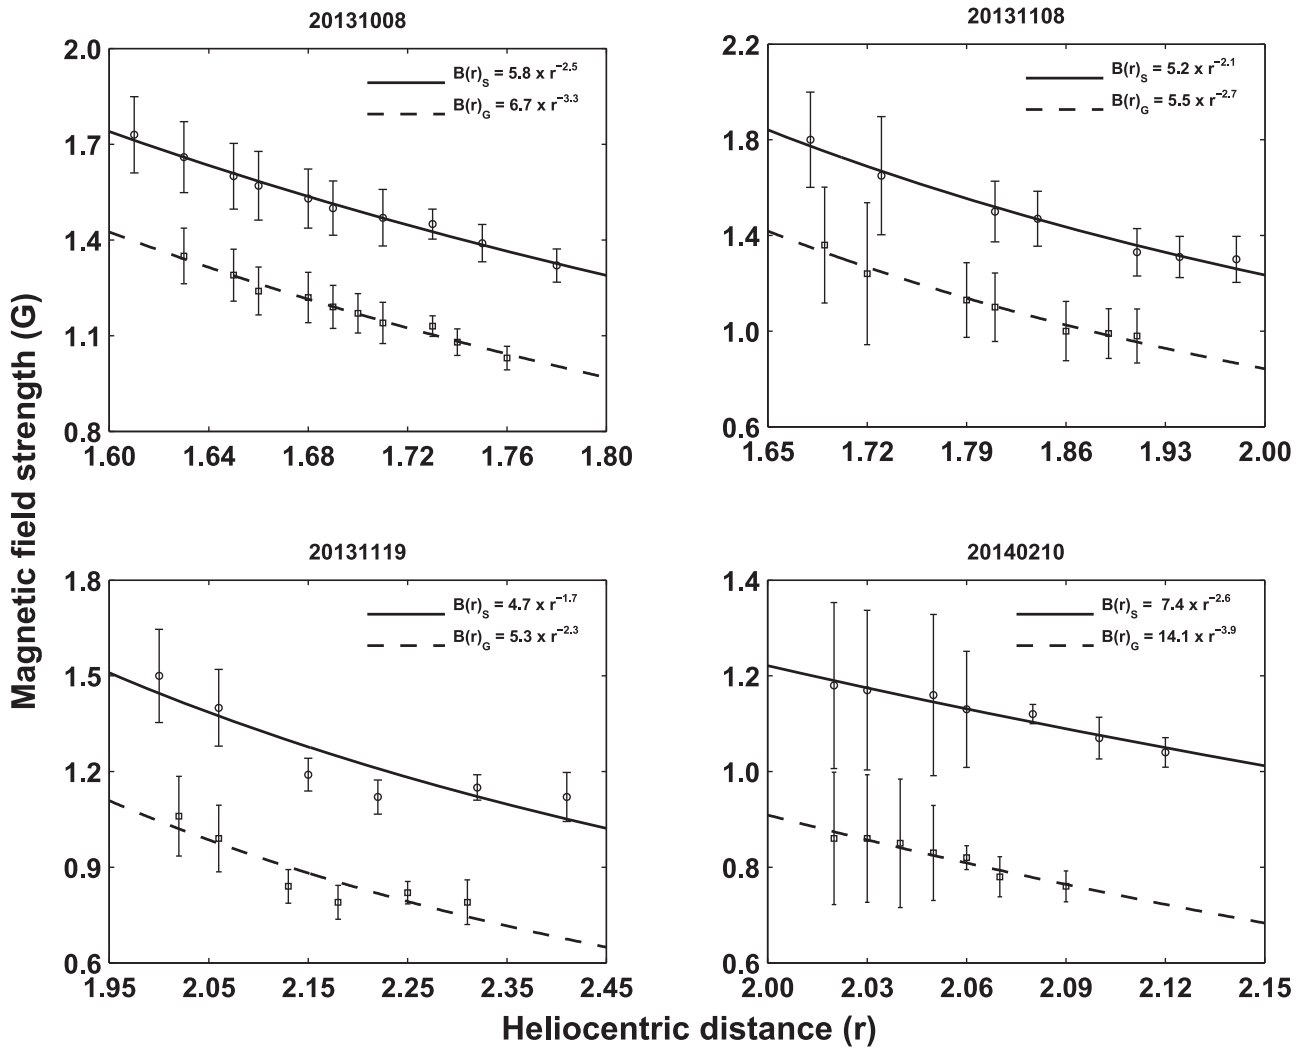 Magnetic field strength (G)
20131008
B(r)S = 5.8 x r−2.5
B(r)G = 6.7 x r−3.3
2.0
1.7
1.4
1.1
0.8
1.60 1.64 1.68 1.72 1.76 1.80
20131108
B(r)S = 5.2 x r−2.1
B(r)G = 5.5 x r−2.7
2.2
1.8
1.4
1.0
0.6
1.65 1.72 1.79 1.86 1.93 2.00
20131119
B(r)S = 4.7 x r−1.7
B(r)G = 5.3 x r−2.3
1.8
1.5
1.2
0.9
0.6
1.95 2.05 2.15 2.25 2.35 2.45
20140210
B(r)S = 7.4 x r−2.6
B(r)G = 14.1 x r−3.9
1.4
1.2
1.0
0.8
0.6
2.00 2.03 2.06 2.09 2.12 2.15
Heliocentric distance (r)